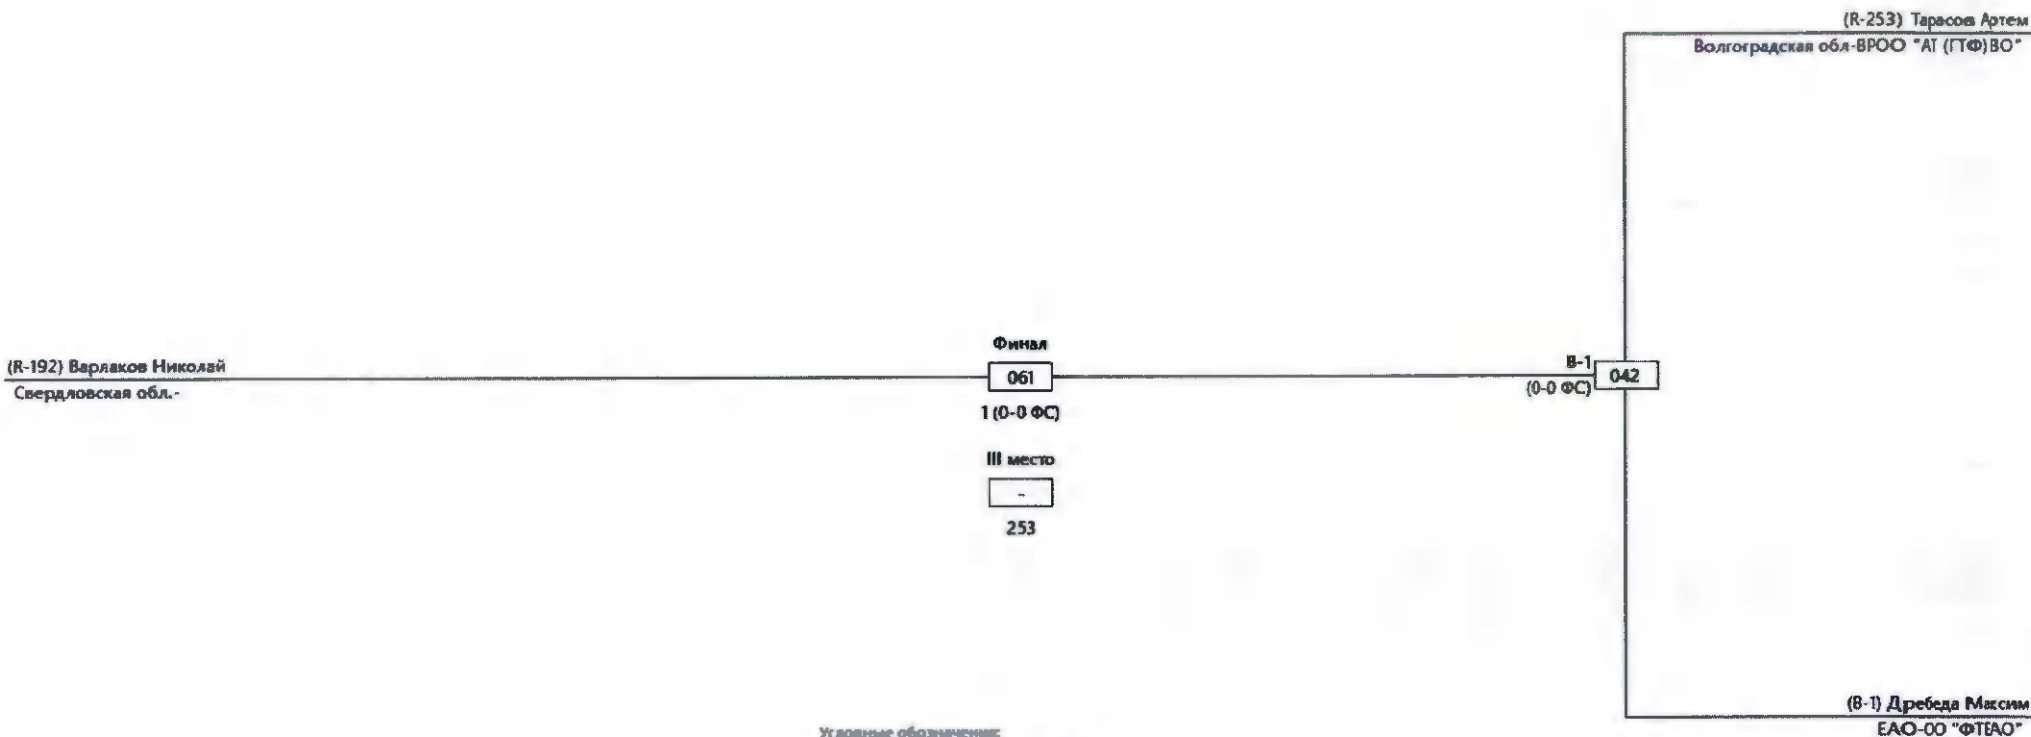 (R-253) Тарасов Артем
Волгоградская обл-ВРОО "АТ (ГТФ)ВО"
Финал
(R-192) Варлаков Николай
061
B-1
042
Свердловская обл.-
(0-0 ФС)
1 (0-0 ФС)
III место
-
253
(B-1) Дребеда Максим
ЕАО-ОО "ФТЕАО"
Условные обозначения: